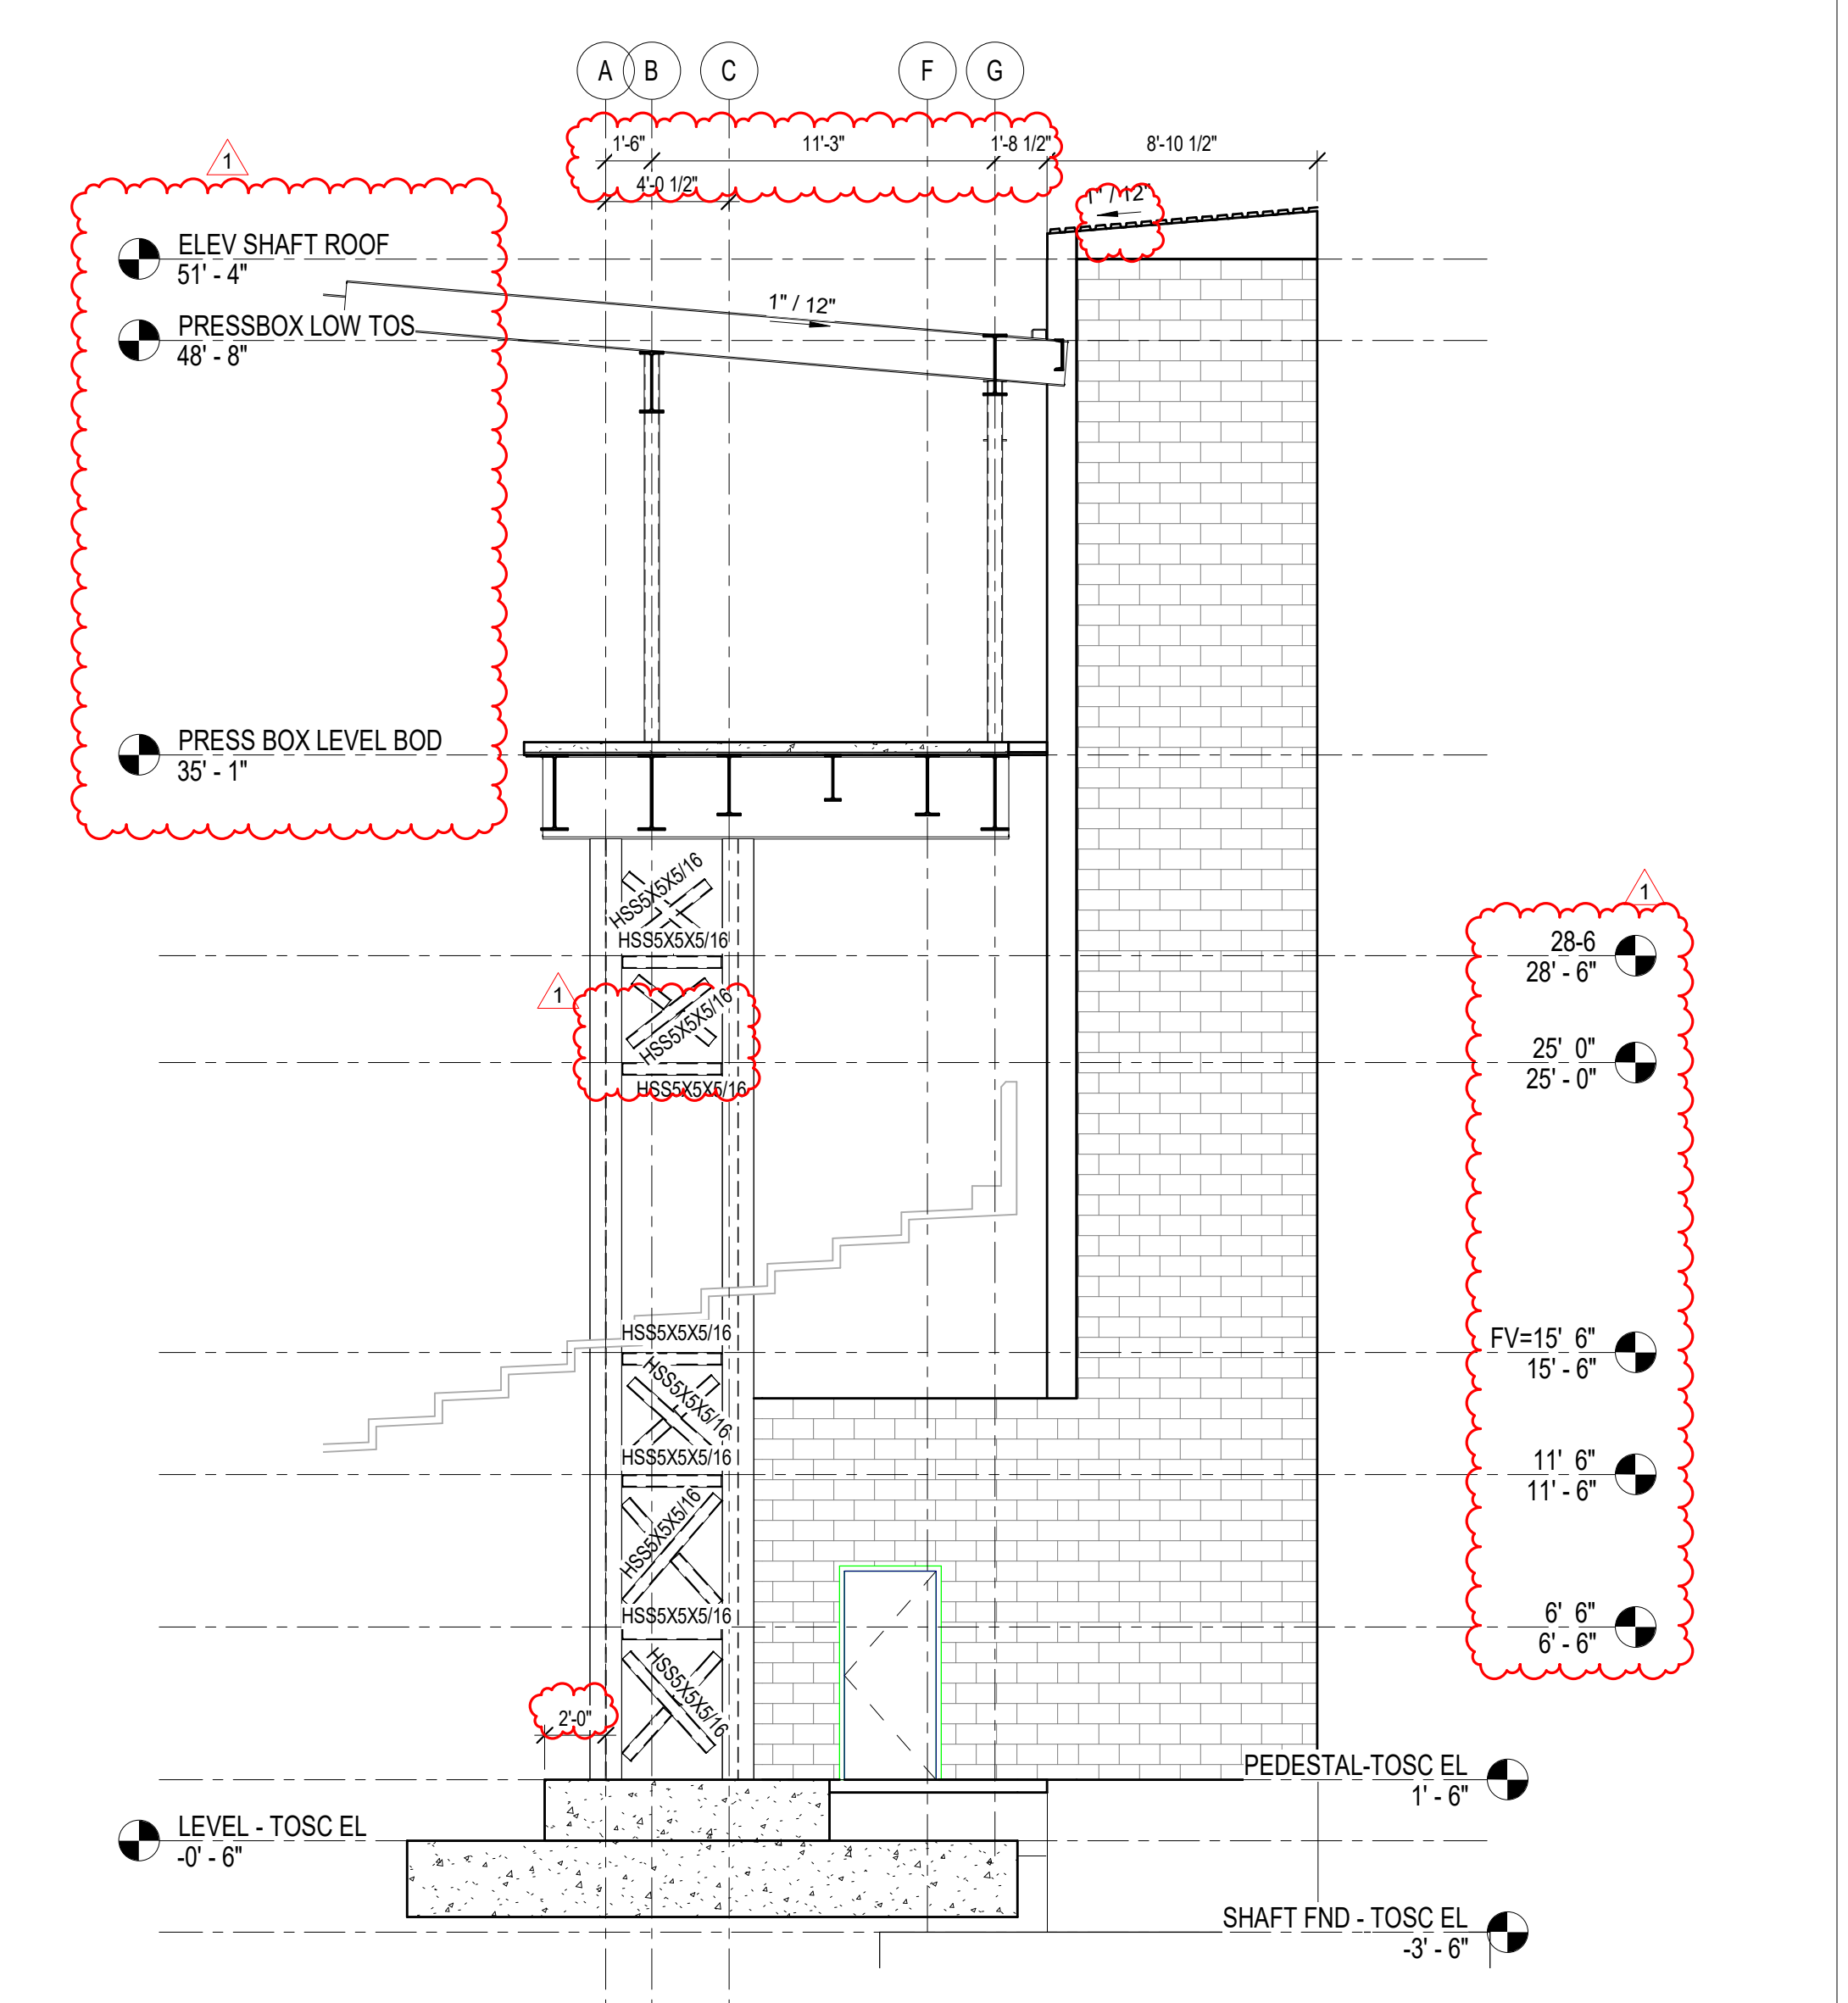 A B C F G
1'-6" 11'-3" 1'-8 1/2" 8'-10 1/2"
4'-0 1/2"
1
1" / 12"
ELEV SHAFT ROOF
51' - 4"
1" / 12"
PRESSBOX LOW TOS
48' - 8"
PRESS BOX LEVEL BOD
35' - 1"
HSS5X5X5/16
1
HSS5X5X5/16
28-6
28' - 6"
1
HSS5X5X5/16
25' 0"
25' - 0"
HSS5X5X5/16
HSS5X5X5/16
FV=15' 6"
15' - 6"
HSS5X5X5/16
HSS5X5X5/16
11' 6"
11' - 6"
HSS5X5X5/16
HSS5X5X5/16
6' 6"
6' - 6"
HSS5X5X5/16
2'-0"
PEDESTAL-TOSC EL
1' - 6"
LEVEL - TOSC EL
-0' - 6"
SHAFT FND - TOSC EL
-3' - 6"